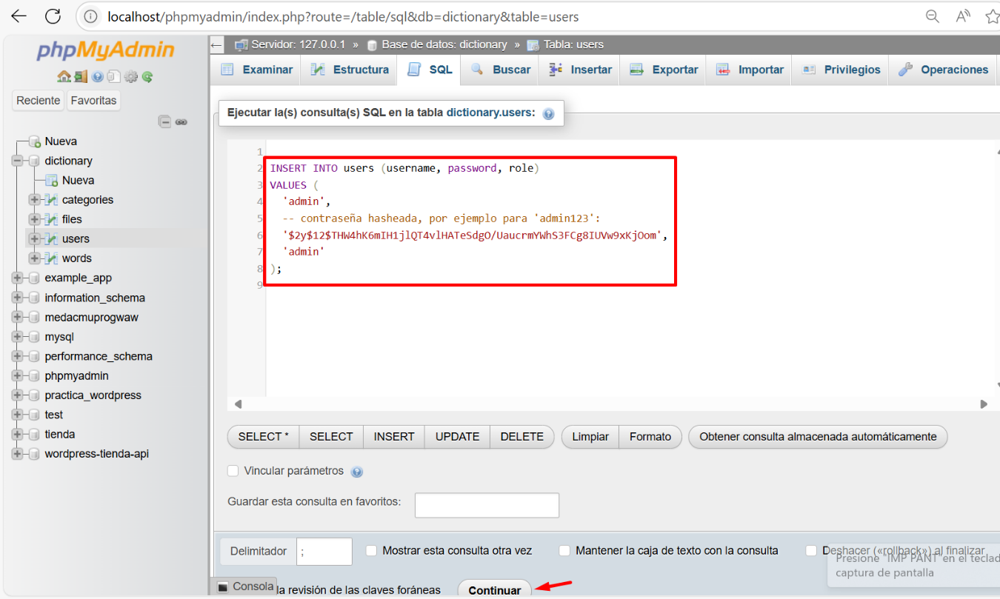 localhost/phpmyadmin/index.php?route=/table/sql&db=dictionary&table=users
phpMyAdmin
Reciente Favoritas
Nueva
dictionary
Nueva
categories
files
users
words
example_app
information_schema
medacmuprogwaw
mysql
performance_schema
phpmyadmin
practica_wordpress
test
tienda
wordpress-tienda-api
Servidor: 127.0.0.1 » Base de datos: dictionary » Tabla: users
Examinar Estructura SQL Buscar Insertar Exportar Importar Privilegios Operaciones
Ejecutar la(s) consulta(s) SQL en la tabla dictionary.users:
1
2 INSERT INTO users (username, password, role)
3 VALUES (
4 'admin',
5 -- contraseña hasheada, por ejemplo para 'admin123':
6 '$2y$12$THW4hK6mIH1jlQT4vlHATeSdgO/UaucrmYWhS3FCg8IUVw9xKjOom',
7 'admin'
8 );
9
SELECT * SELECT INSERT UPDATE DELETE Limpiar Formato Obtener consulta almacenada automáticamente
Vincular parámetros
Guardar esta consulta en favoritos:
Delimitador ; Mostrar esta consulta otra vez Mantener la caja de texto con la consulta Deshacer («rollback») al finalizar
Presione "IMP PANT"en el teclad
captura de pantalla
Consola la revisión de las claves foráneas Continuar